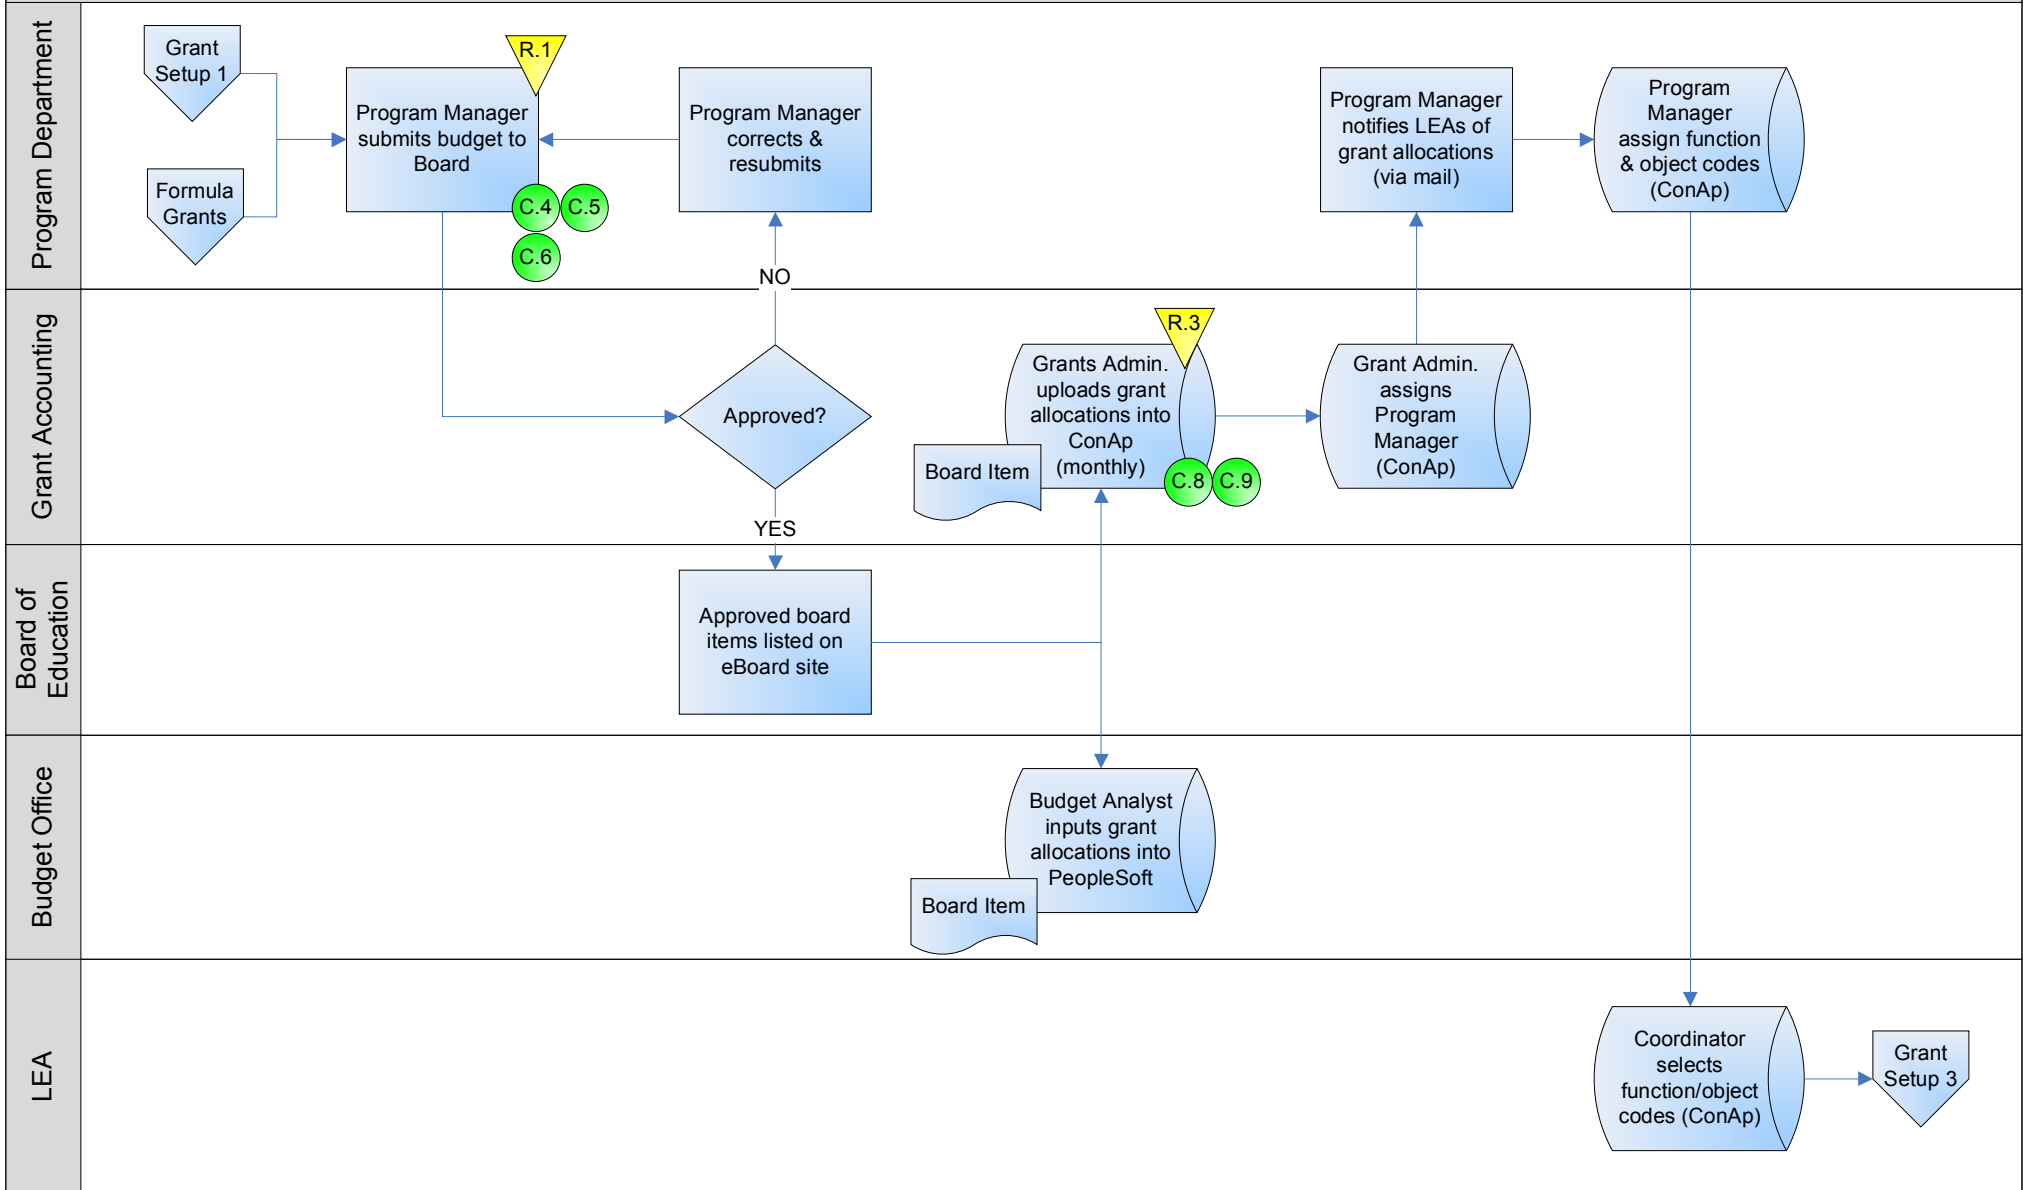 Program Department
Grant
Setup 1
Formula
Grants
R.1
Program Manager
submits budget to
Board
C.4
C.5
C.6
Program Manager
corrects &
resubmits
NO
Program Manager
notifies LEAs of
grant allocations
(via mail)
Program
Manager
assign function
& object codes
(ConAp)
Grant Accounting
Approved?
YES
R.3
Grants Admin.
uploads grant
allocations into
ConAp
(monthly)
Board Item
C.8
C.9
Grant Admin.
assigns
Program
Manager
(ConAp)
Board of
Education
Approved board
items listed on
eBoard site
Budget Office
Budget Analyst
inputs grant
allocations into
PeopleSoft
Board Item
LEA
Coordinator
selects
function/object
codes (ConAp)
Grant
Setup 3